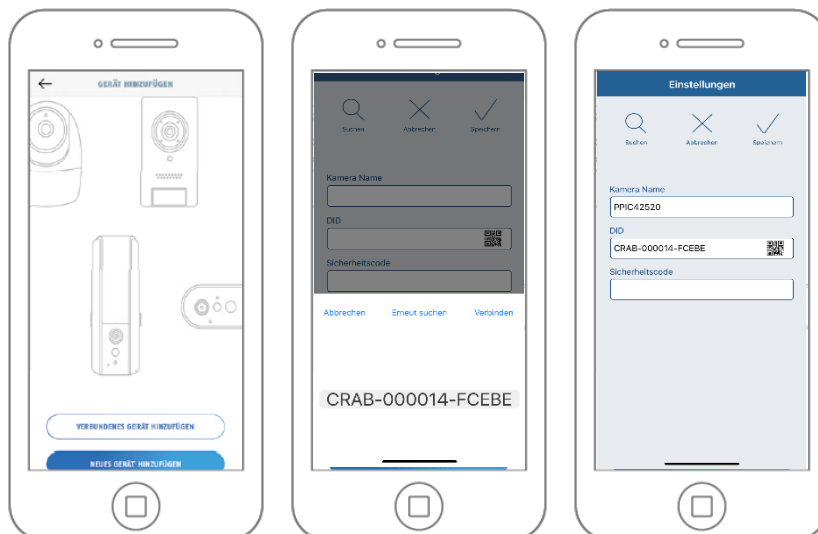 GERÄT HINZUFÜGEN
VERBUNDENES GERÄT HINZUFÜGEN
NEUES GERÄT HINZUFÜGEN
Suchen Abbrechen Speichern
Kamera Name
DID
Sicherheitscode
Abbrechen Erneut suchen Verbinden
CRAB-000014-FCEBE
Einstellungen
Suchen Abbrechen Speichern
Kamera Name
PPIC42520
DID
CRAB-000014-FCEBE
Sicherheitscode